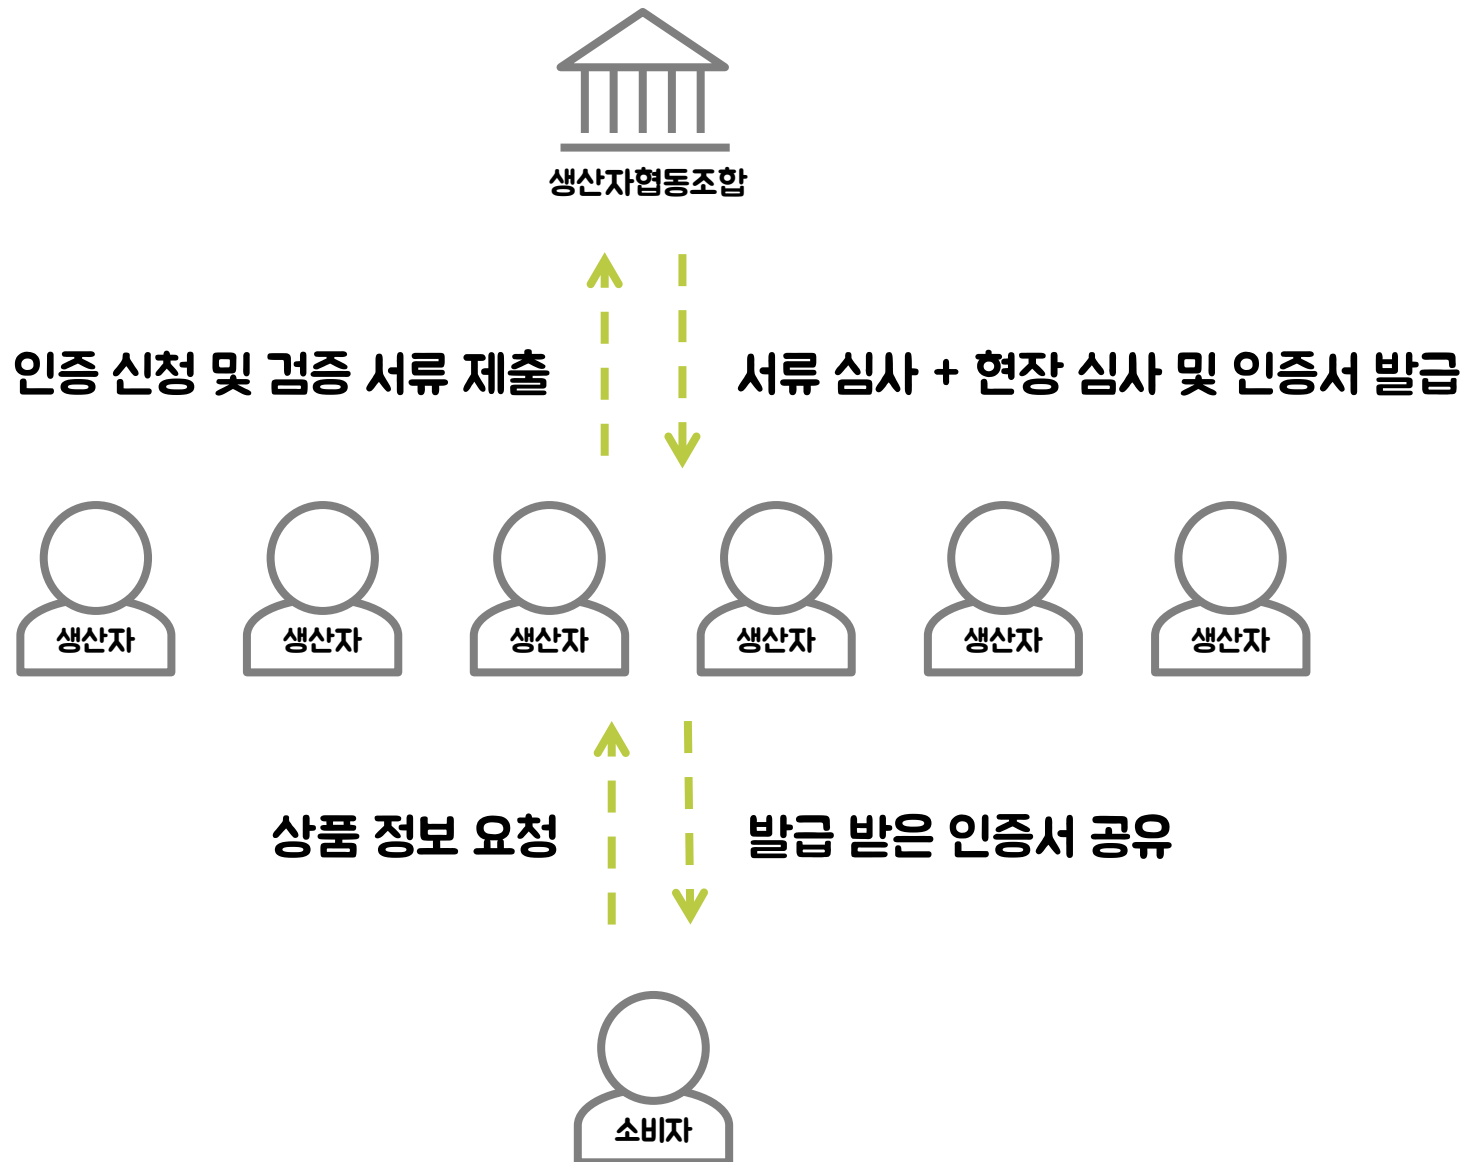 생산자협동조합
인증 신청 및 검증 서류 제출
서류 심사 + 현장 심사 및 인증서 발급
생산자
생산자
생산자
생산자
생산자
생산자
상품 정보 요청
발급 받은 인증서 공유
소비자